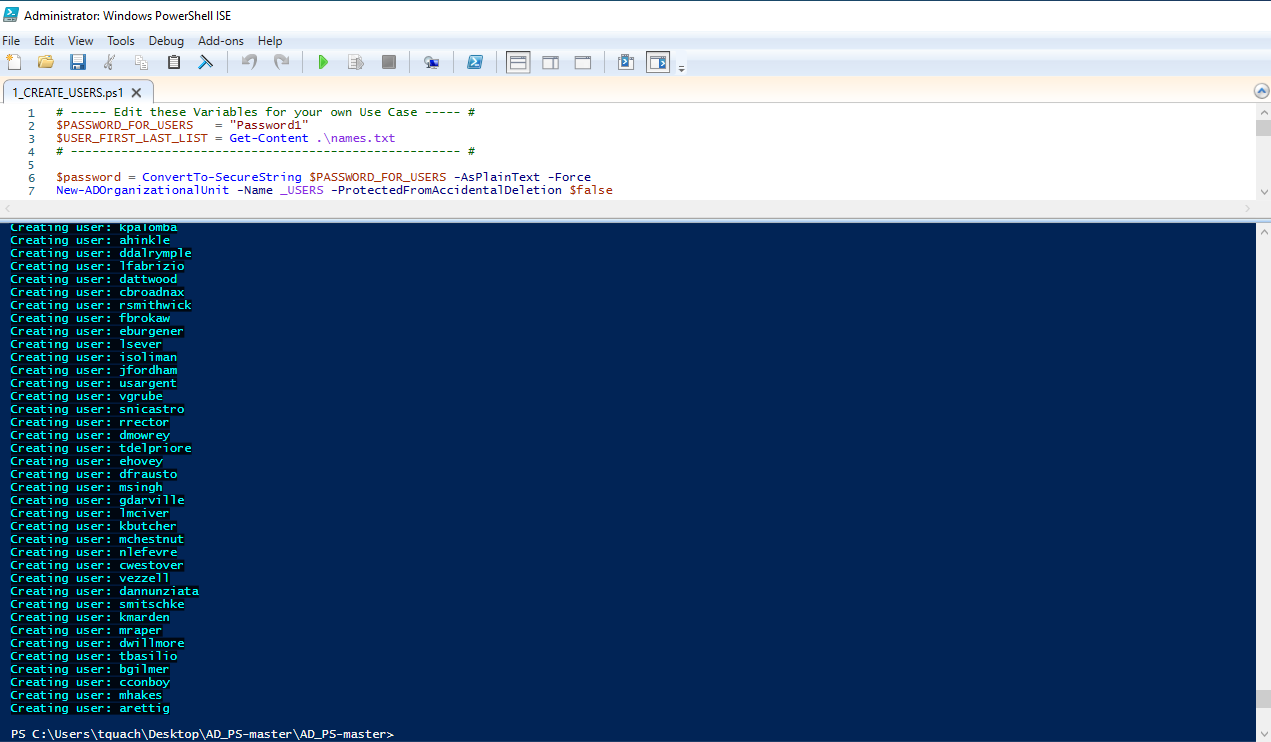 Administrator: Windows PowerShell ISE
File Edit View Tools Debug Add-ons Help
1_CREATE_USERS.ps1
1 # ----- Edit these Variables for your own Use Case ----- #
2 $PASSWORD_FOR_USERS   = "Password1"
3 $USER_FIRST_LAST_LIST = Get-Content .\names.txt
4 # ------------------------------------------------------ #
5
6 $password = ConvertTo-SecureString $PASSWORD_FOR_USERS -AsPlainText -Force
7 New-ADOrganizationalUnit -Name _USERS -ProtectedFromAccidentalDeletion $false
Creating user: kpalomba
Creating user: ahinkle
Creating user: ddalrymple
Creating user: lfabrizio
Creating user: dattwood
Creating user: cbroadnax
Creating user: rsmithwick
Creating user: fbrokaw
Creating user: eburgener
Creating user: lsever
Creating user: isoliman
Creating user: jfordham
Creating user: usargent
Creating user: vgrube
Creating user: snicastro
Creating user: rrector
Creating user: dmowrey
Creating user: tdelpriore
Creating user: ehovey
Creating user: dfrausto
Creating user: msingh
Creating user: gdarville
Creating user: lmciver
Creating user: kbutcher
Creating user: mchestnut
Creating user: nlefevre
Creating user: cwestover
Creating user: vezzell
Creating user: dannunziata
Creating user: smitschke
Creating user: kmarden
Creating user: mraper
Creating user: dwillmore
Creating user: tbasilio
Creating user: bgilmer
Creating user: cconboy
Creating user: mhakes
Creating user: arettig
PS C:\Users\tquach\Desktop\AD_PS-master\AD_PS-master>